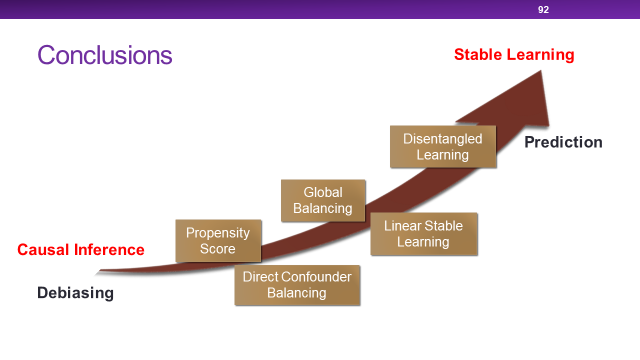 92
Conclusions
Stable Learning
Disentangled
Learning
Prediction
Global
Balancing
Linear Stable
Learning
Propensity
Score
Causal Inference
Direct Confounder
Balancing
Debiasing